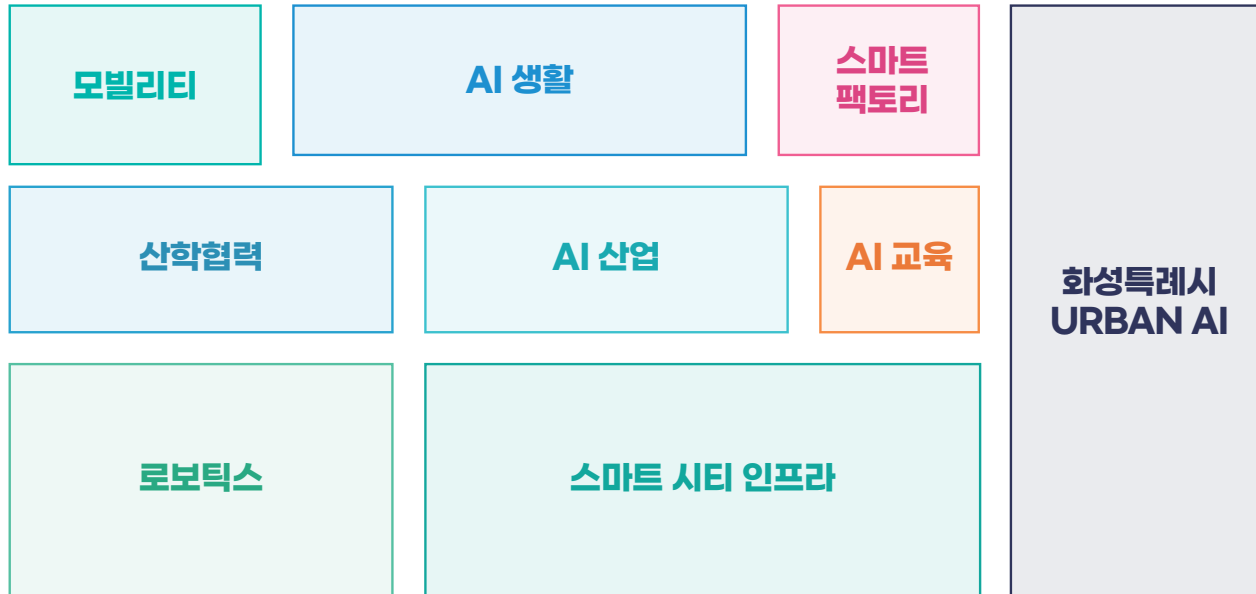 모빌리티
AI 생활
스마트
팩토리
산학협력
AI 산업
AI 교육
화성특례시
URBAN AI
로보틱스
스마트 시티 인프라